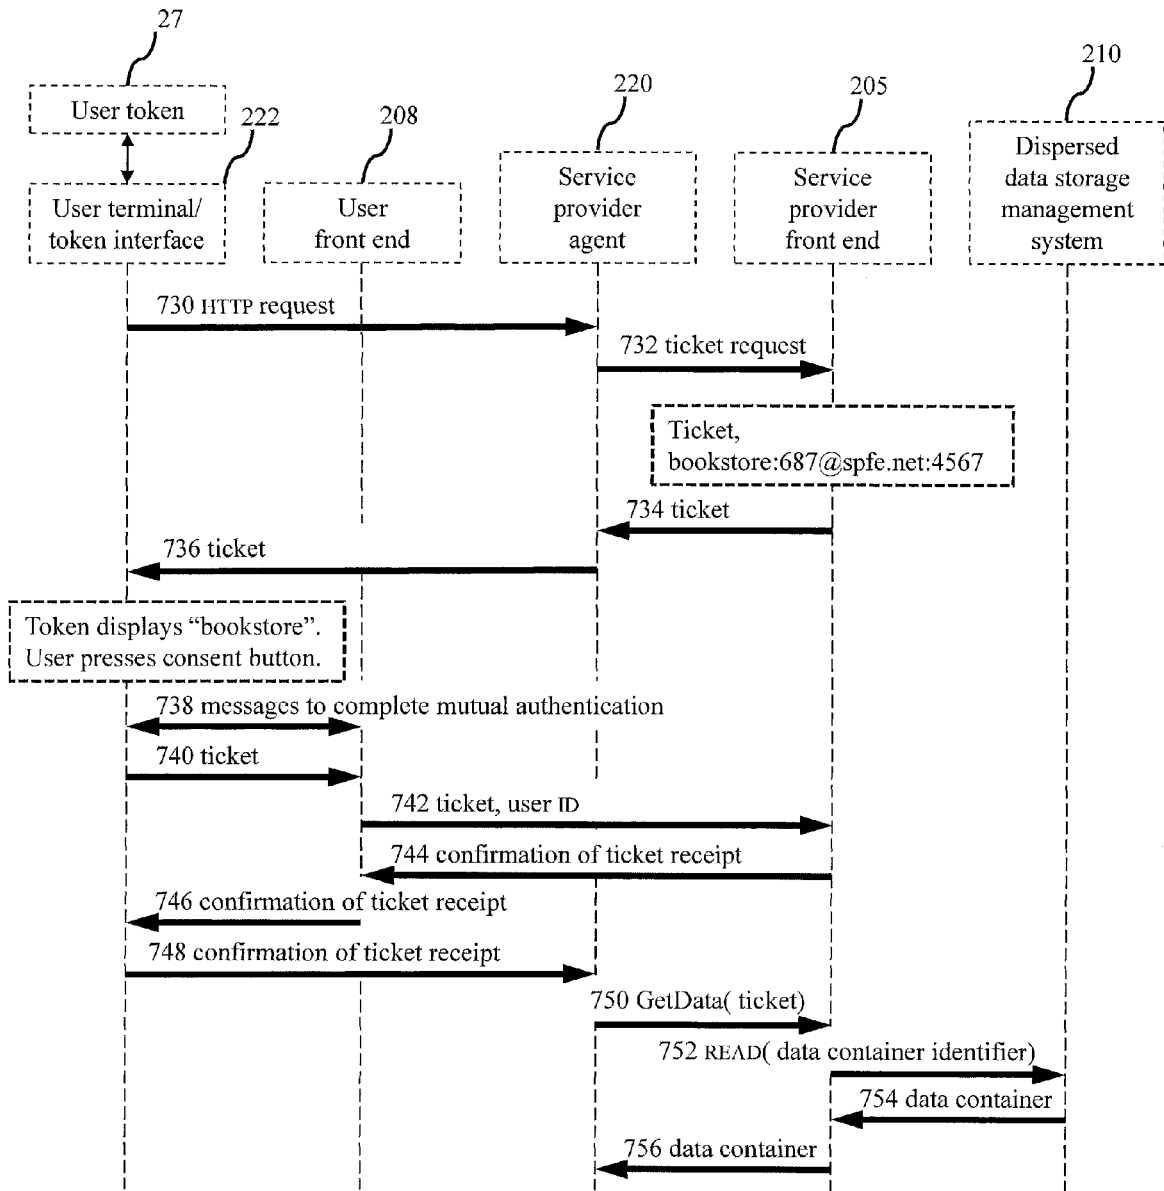 27
210
220
205
User token
222
208
Dispersed
data storage
management
system
Service
provider
agent
Service
provider
front end
User terminal/
token interface
User
front end
730 HTTP request
732 ticket request
Ticket,
bookstore:687@spfe.net:4567
734 ticket
736 ticket
Token displays “bookstore”.
User presses consent button.
738 messages to complete mutual authentication
740 ticket
742 ticket, user ID
744 confirmation of ticket receipt
746 confirmation of ticket receipt
748 confirmation of ticket receipt
750 GetData( ticket)
752 READ( data container identifier)
754 data container
756 data container